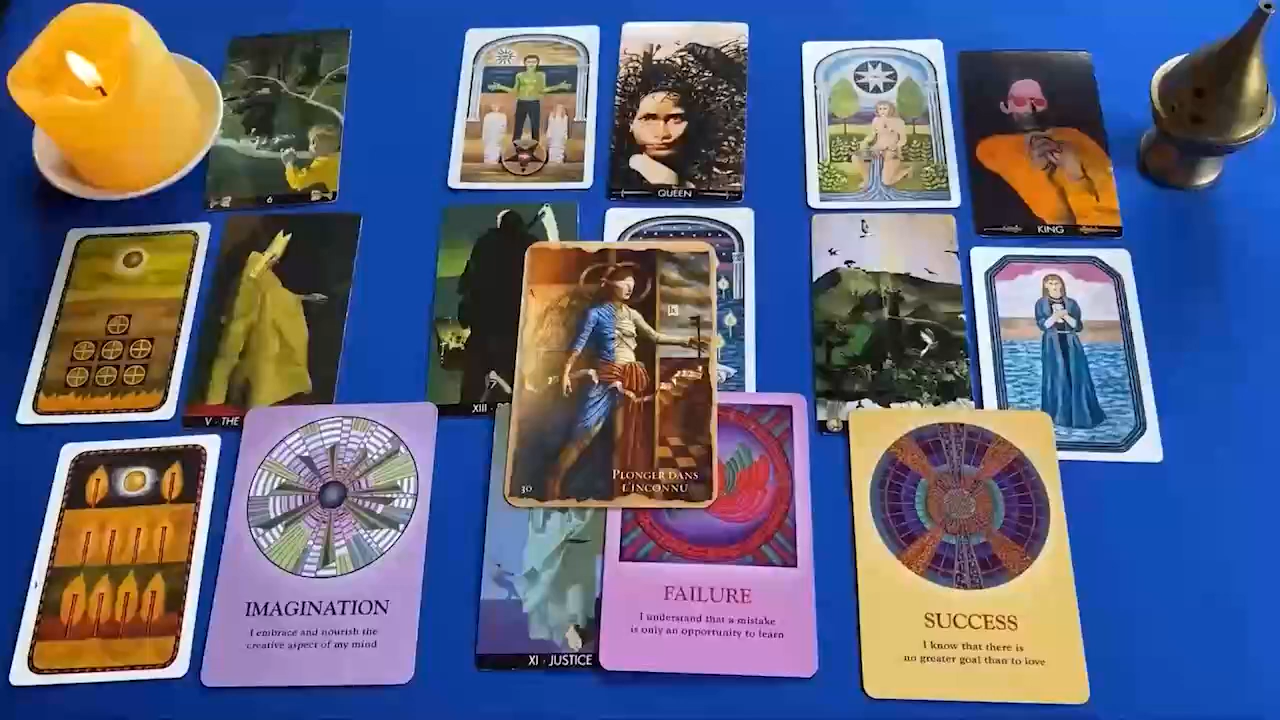 6
QUEEN
KING
V · THE
XIII ·
30
PLONGER DANS
L'INCONNU
IMAGINATION
I embrace and nourish the
creative aspect of my mind
XI · JUSTICE
FAILURE
I understand that a mistake
is only an opportunity to learn
SUCCESS
I know that there is
no greater goal than to love